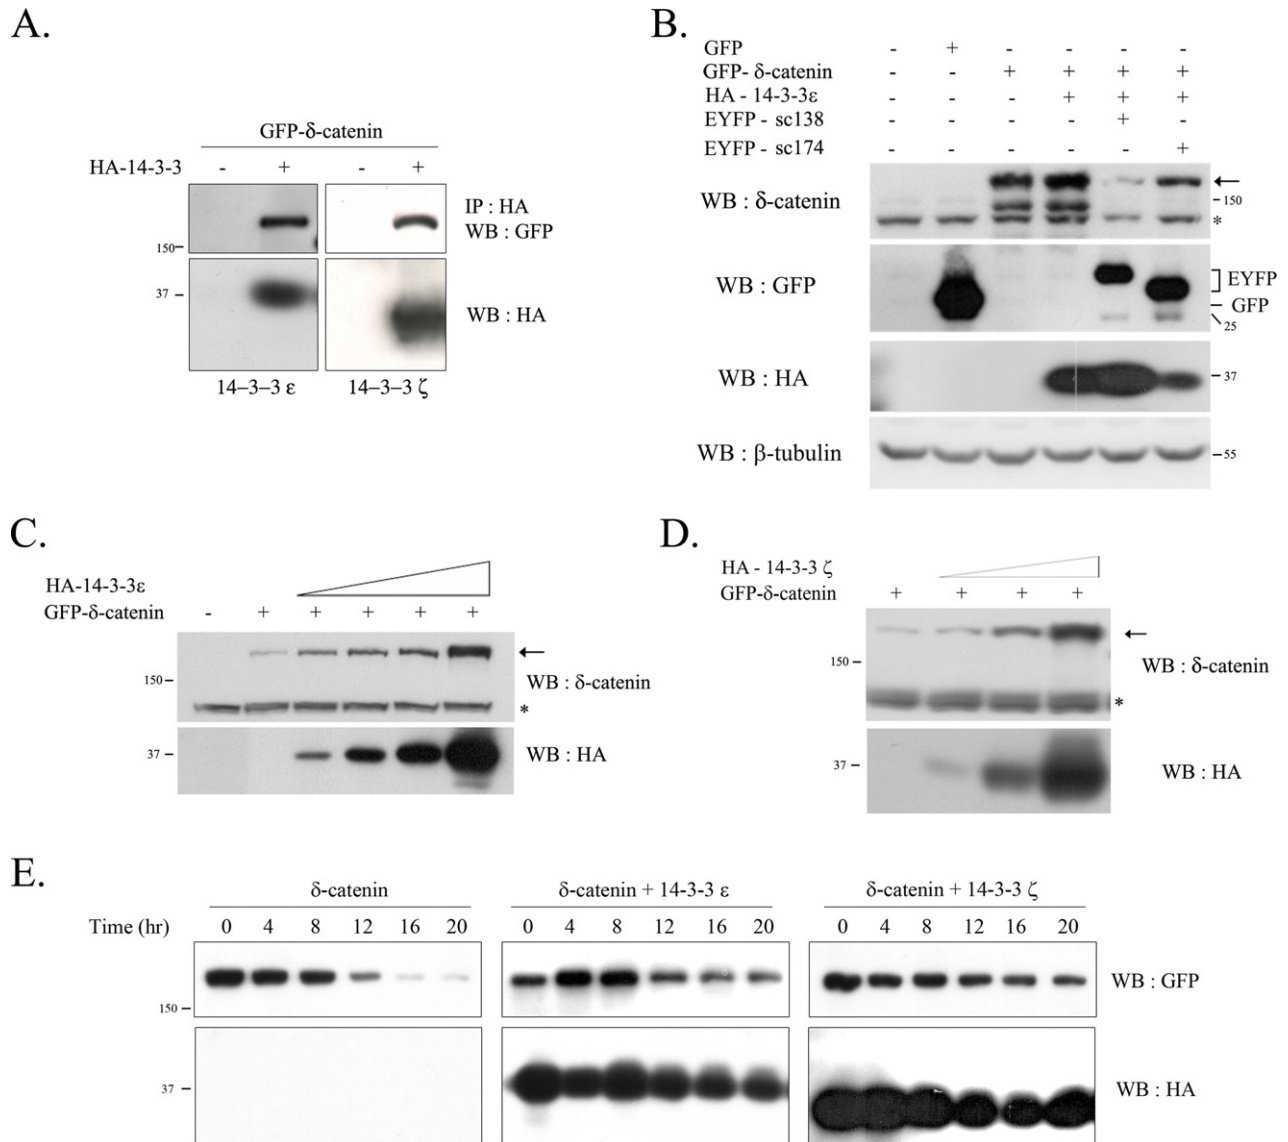 A.
GFP-δ-catenin
HA-14-3-3 - + - +
IP : HA
WB : GFP
150
37
WB : HA
14–3–3 ε 14–3–3 ζ
B.
GFP - + - - - -
GFP- δ-catenin - - + + + +
HA - 14-3-3ε - - - + + +
EYFP - sc138 - - - - + -
EYFP - sc174 - - - - - +
WB : δ-catenin
150
*
WB : GFP
EYFP
GFP
25
WB : HA
37
WB : β-tubulin
55
C.
HA-14-3-3ε
GFP-δ-catenin - + + + + +
150
WB : δ-catenin
*
37
WB : HA
D.
HA - 14-3-3 ζ
GFP-δ-catenin + + + +
150
WB : δ-catenin
*
37
WB : HA
E.
δ-catenin δ-catenin + 14-3-3 ε δ-catenin + 14-3-3 ζ
Time (hr) 0 4 8 12 16 20 0 4 8 12 16 20 0 4 8 12 16 20
WB : GFP
150
37
WB : HA